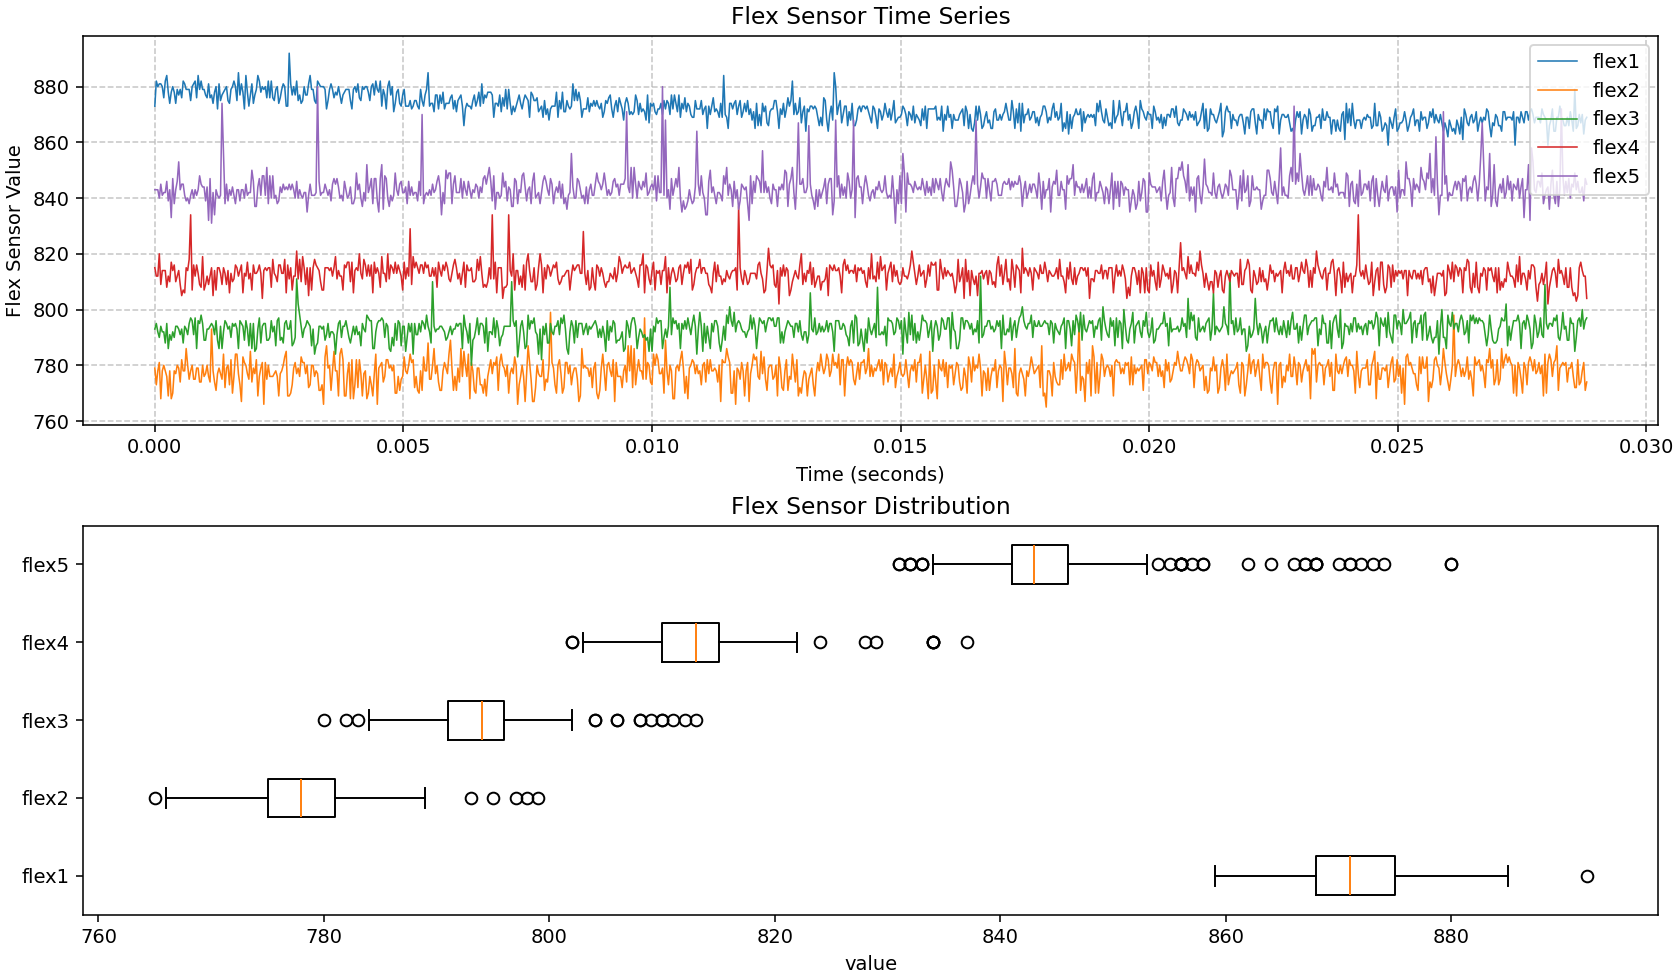 Flex Sensor Time Series
Flex Sensor Value
880
860
840
820
800
780
760
flex1
flex2
flex3
flex4
flex5
0.000 0.005 0.010 0.015 0.020 0.025 0.030
Time (seconds)
Flex Sensor Distribution
flex5
flex4
flex3
flex2
flex1
760 780 800 820 840 860 880
value